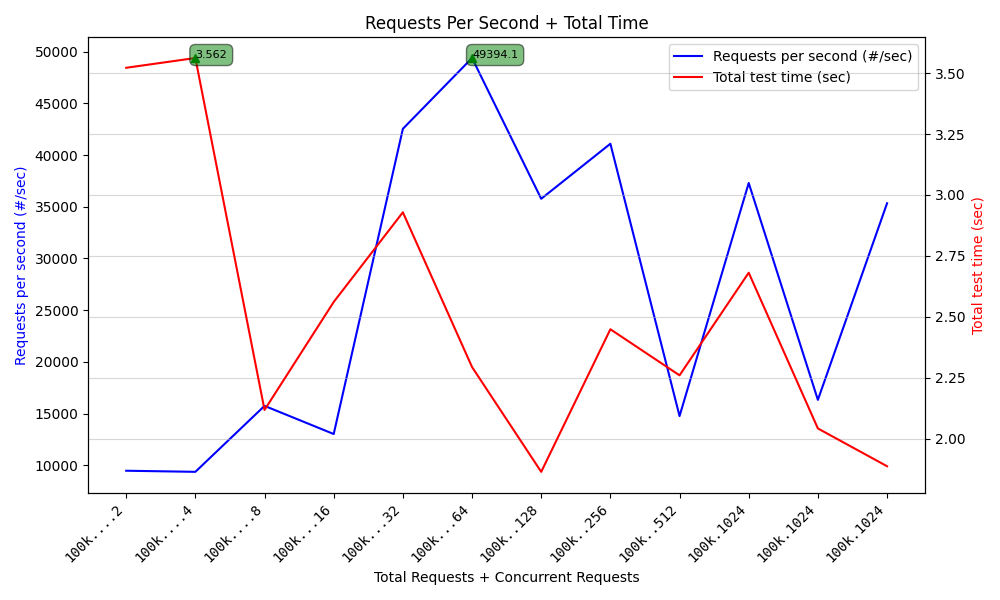 Requests Per Second + Total Time
Requests per second (#/sec)
Total test time (sec)
3.562
49394.1
50000
45000
40000
35000
30000
25000
20000
15000
10000
Requests per second (#/sec)
3.50
3.25
3.00
2.75
2.50
2.25
2.00
Total test time (sec)
100k....2
100k....4
100k....8
100k...16
100k...32
100k...64
100k..128
100k..256
100k..512
100k.1024
100k.1024
100k.1024
Total Requests + Concurrent Requests